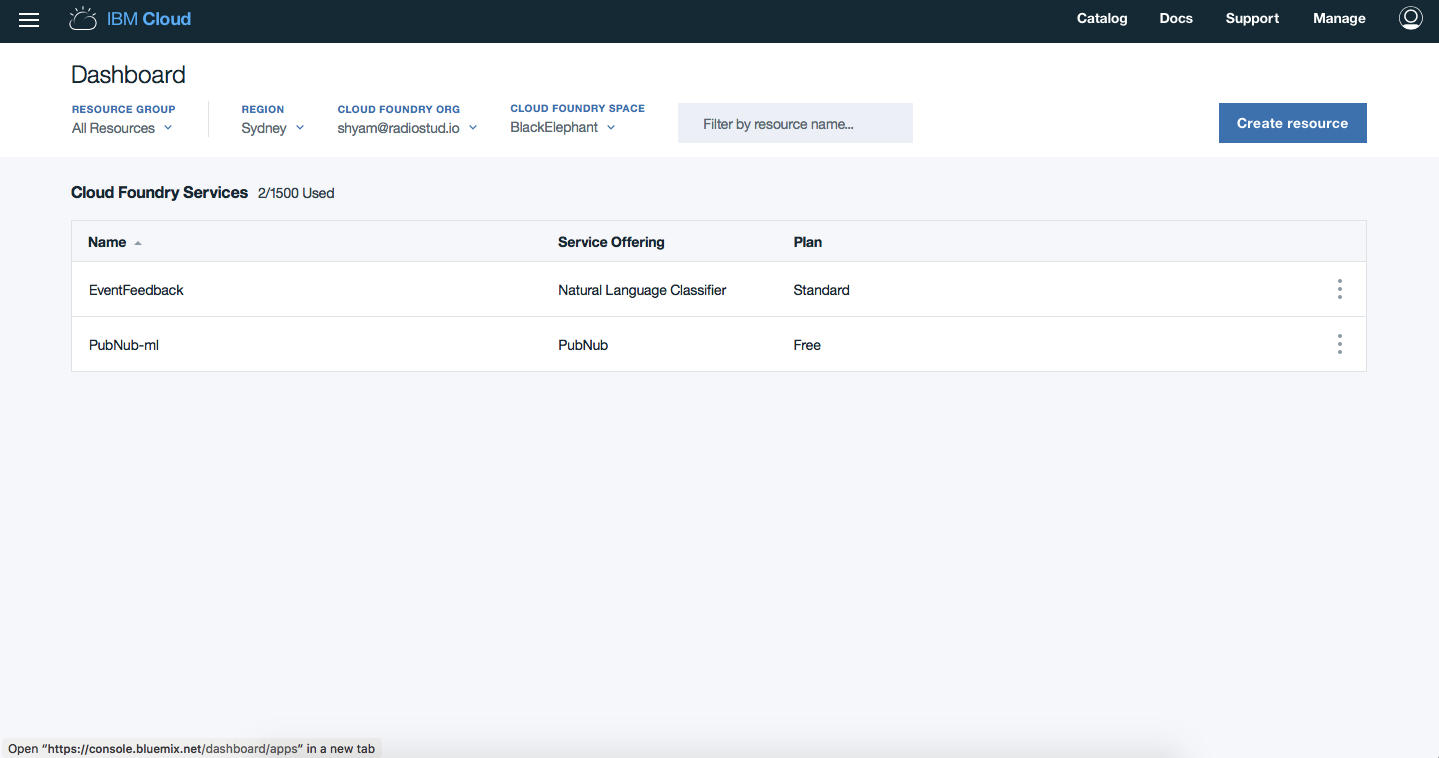 IBM Cloud Catalog Docs Support Manage
Dashboard
RESOURCE GROUP REGION CLOUD FOUNDRY ORG CLOUD FOUNDRY SPACE
All Resources Sydney shyam@radiostud.io BlackElephant Filter by resource name... Create resource
Cloud Foundry Services 2/1500 Used
Name Service Offering Plan
EventFeedback Natural Language Classifier Standard
PubNub-ml PubNub Free
Open “https://console.bluemix.net/dashboard/apps” in a new tab